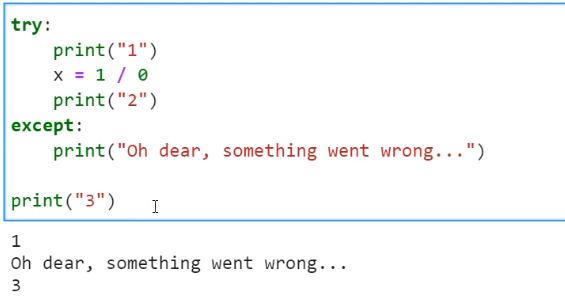 try:
    print("1")
    x = 1 / 0
    print("2")
except:
    print("Oh dear, something went wrong...")
print("3")
1
Oh dear, something went wrong...
3